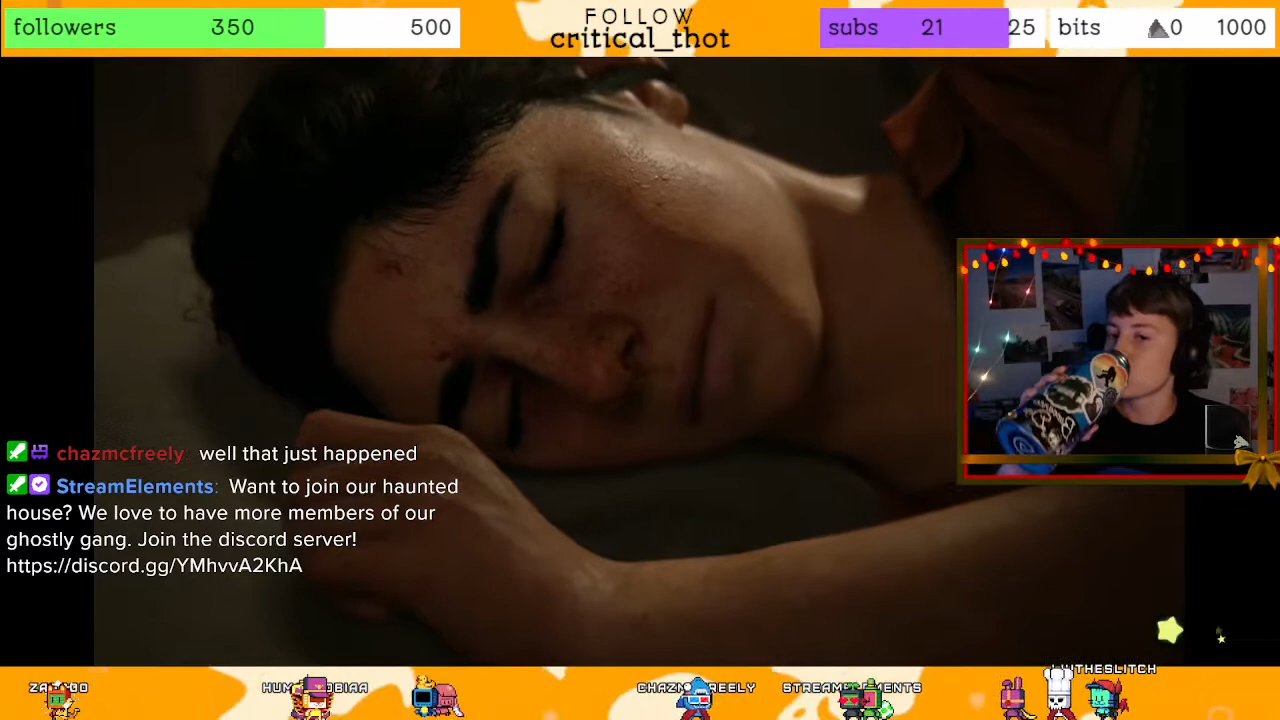 followers 350 500
FOLLOW
critical_thot
subs 21 25 bits 0 1000
chazmcfreely: well that just happened
StreamElements: Want to join our haunted
house? We love to have more members of our
ghostly gang. Join the discord server!
https://discord.gg/YMhvvA2KhA